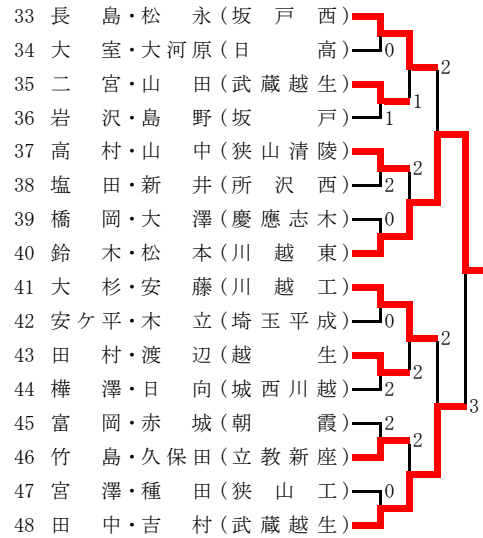 33 長 島・松 永(坂 戸 西)
34 大 室・大河原(日 高) 0
2
35 二 宮・山 田(武蔵越生)
1
36 岩 沢・島 野(坂 戸) 1
37 高 村・山 中(狭山清陵)
2
38 塩 田・新 井(所 沢 西) 2
39 橋 岡・大 澤(慶應志木) 0
40 鈴 木・松 本(川 越 東)
41 大 杉・安 藤(川 越 工)
42 安ケ平・木 立(埼玉平成) 0
2
43 田 村・渡 辺(越 生)
2
44 樺 澤・日 向(城西川越) 2
3
45 富 岡・赤 城(朝 霞) 2
2
46 竹 島・久保田(立教新座)
47 宮 澤・種 田(狭 山 工) 0
48 田 中・吉 村(武蔵越生)